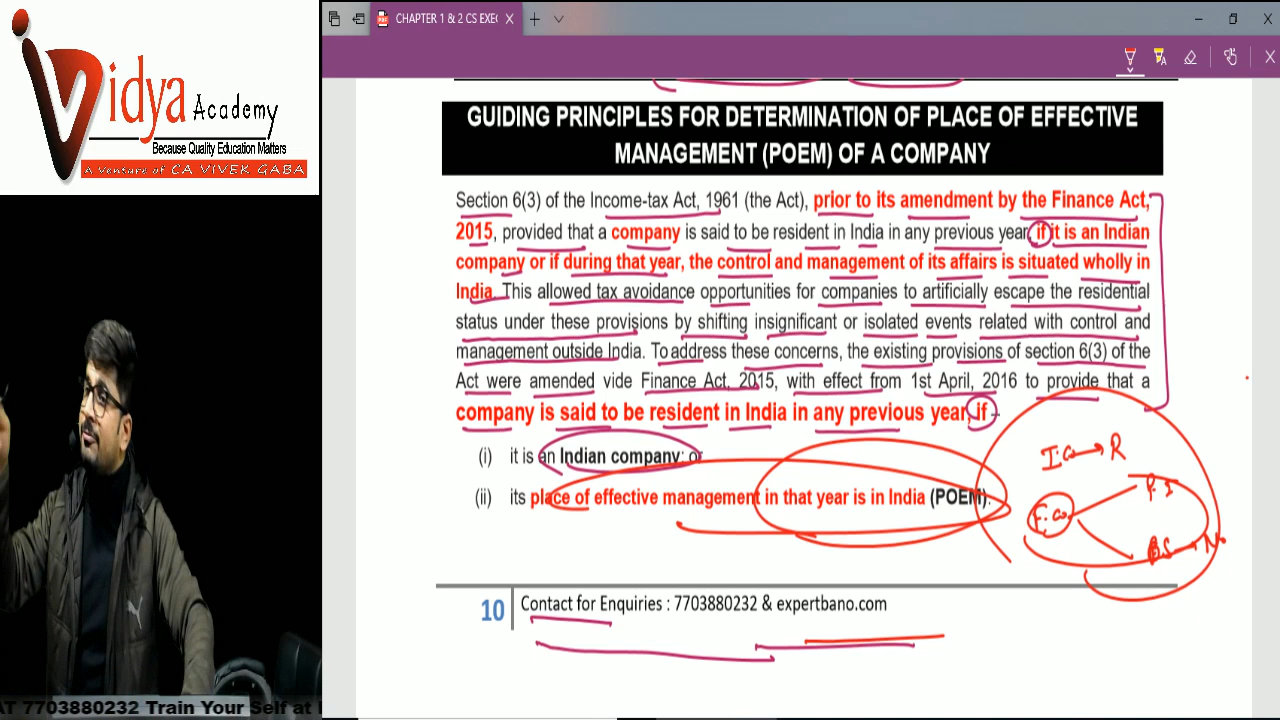 Vidya
Academy
Because Quality Education Matters
A Venture of CA VIVEK GABA
CHAPTER 1 & 2 CS EXEC
GUIDING PRINCIPLES FOR DETERMINATION OF PLACE OF EFFECTIVE
MANAGEMENT (POEM) OF A COMPANY
Section 6(3) of the Income-tax Act, 1961 (the Act), prior to its amendment by the Finance Act,
2015, provided that a company is said to be resident in India in any previous year, if it is an Indian
company or if during that year, the control and management of its affairs is situated wholly in
India. This allowed tax avoidance opportunities for companies to artificially escape the residential
status under these provisions by shifting insignificant or isolated events related with control and
management outside India. To address these concerns, the existing provisions of section 6(3) of the
Act were amended vide Finance Act, 2015, with effect from 1st April, 2016 to provide that a
company is said to be resident in India in any previous year, if –
(i) it is an Indian company; or
(ii) its place of effective management in that year is in India (POEM).
I.Co → R
F.Co
10
Contact for Enquiries : 7703880232 & expertbano.com
AT 7703880232 Train Your Self at